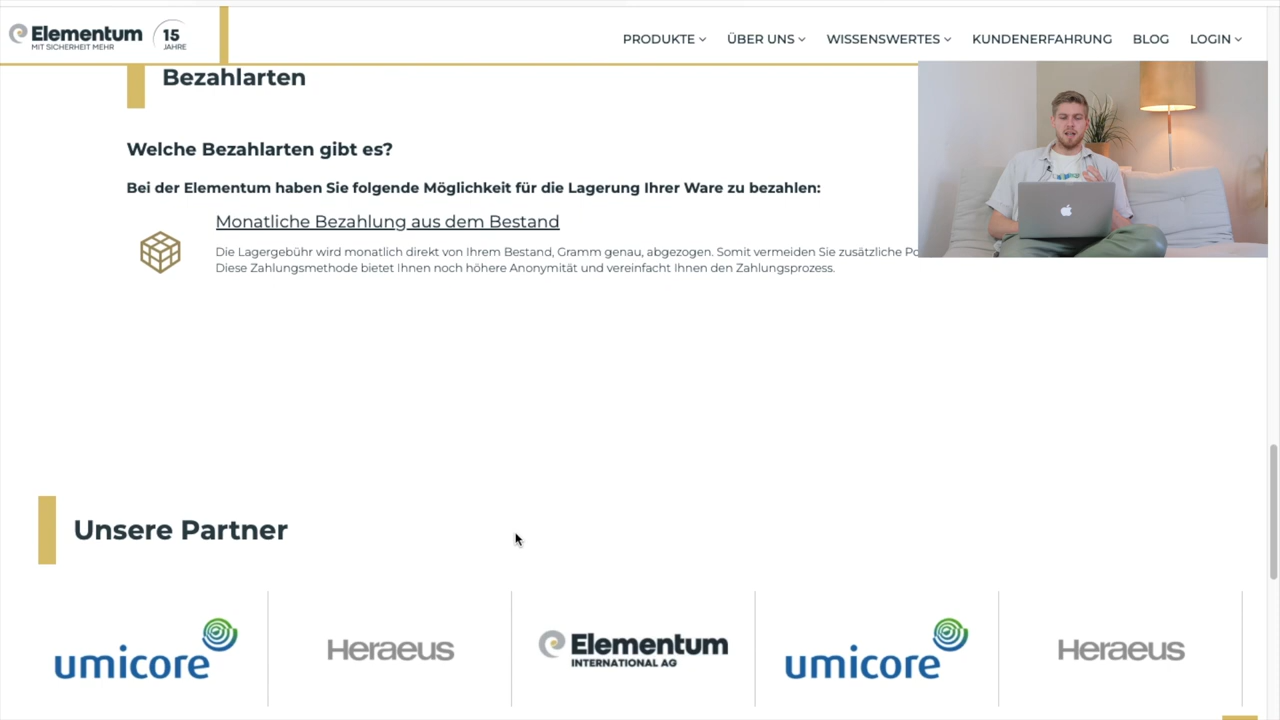 Elementum
MIT SICHERHEIT MEHR
15
JAHRE
PRODUKTE
ÜBER UNS
WISSENSWERTES
KUNDENERFAHRUNG
BLOG
LOGIN
Bezahlarten
Welche Bezahlarten gibt es?
Bei der Elementum haben Sie folgende Möglichkeit für die Lagerung Ihrer Ware zu bezahlen:
Monatliche Bezahlung aus dem Bestand
Die Lagergebühr wird monatlich direkt von Ihrem Bestand, Gramm genau, abgezogen. Somit vermeiden Sie zusätzliche
Diese Zahlungsmethode bietet Ihnen noch höhere Anonymität und vereinfacht Ihnen den Zahlungsprozess.
Unsere Partner
umicore
Heraeus
Elementum
INTERNATIONAL AG
umicore
Heraeus